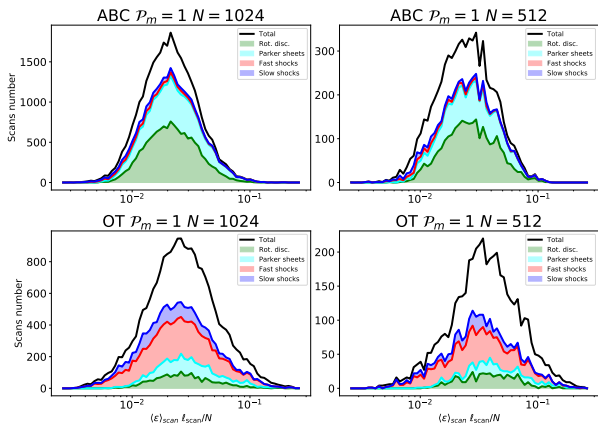 ABC 𝒫ₘ = 1 N = 1024
Scans number
1500
1000
500
0
10⁻² 10⁻¹
Total
Rot. disc.
Parker sheets
Fast shocks
Slow shocks
ABC 𝒫ₘ = 1 N = 512
300
200
100
0
10⁻² 10⁻¹
Total
Rot. disc.
Parker sheets
Fast shocks
Slow shocks
OT 𝒫ₘ = 1 N = 1024
Scans number
800
600
400
200
0
10⁻² 10⁻¹
⟨ε⟩scan ℓscan/N
Total
Rot. disc.
Parker sheets
Fast shocks
Slow shocks
OT 𝒫ₘ = 1 N = 512
200
150
100
50
0
10⁻² 10⁻¹
⟨ε⟩scan ℓscan/N
Total
Rot. disc.
Parker sheets
Fast shocks
Slow shocks